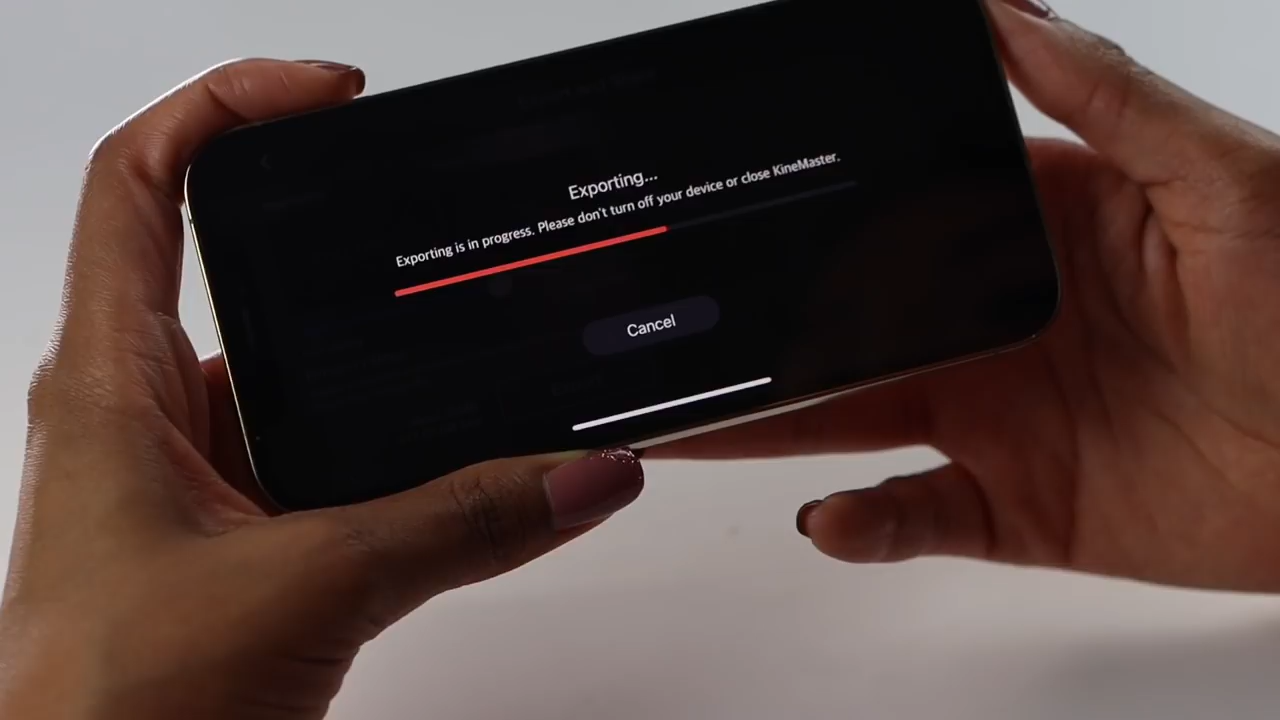 Exporting...
Exporting is in progress. Please don't turn off your device or close KineMaster.
Cancel